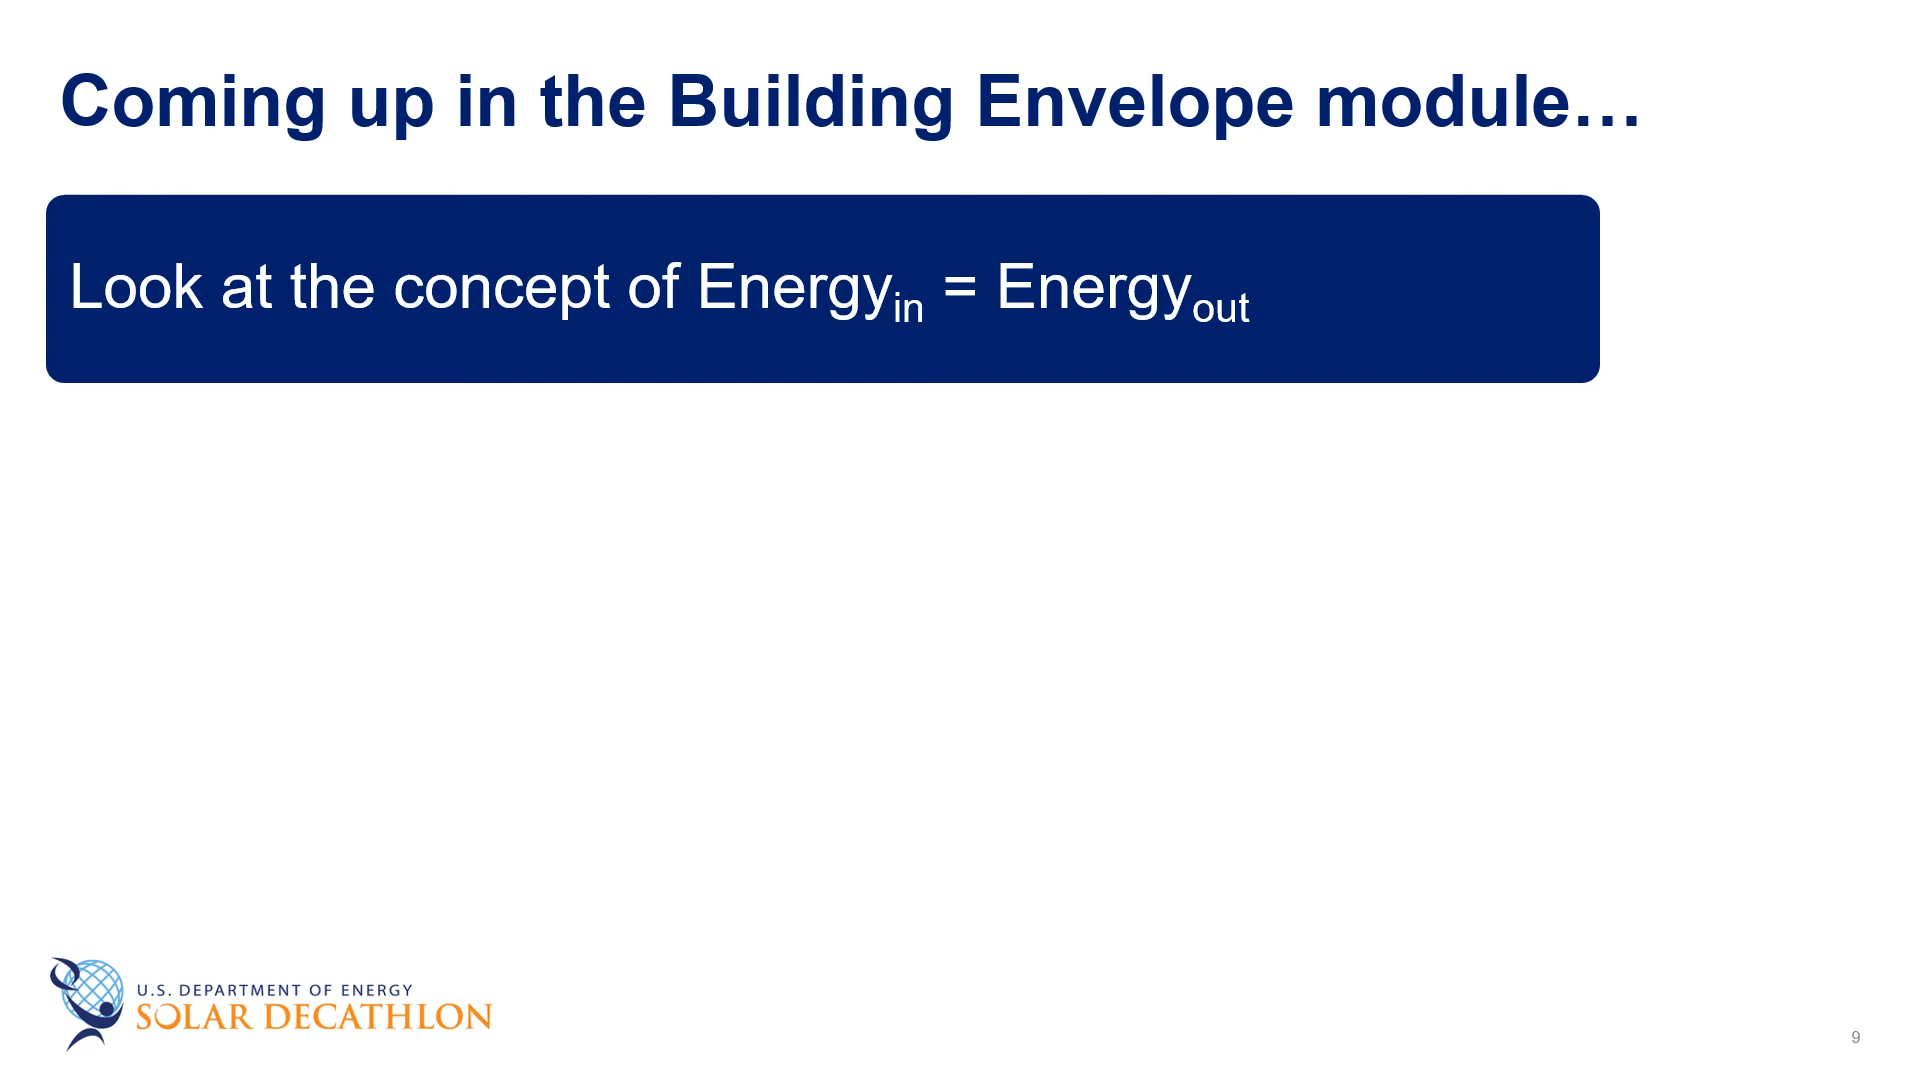 Coming up in the Building Envelope module…
Look at the concept of Energyin = Energyout
U.S. DEPARTMENT OF ENERGY
SOLAR DECATHLON
9